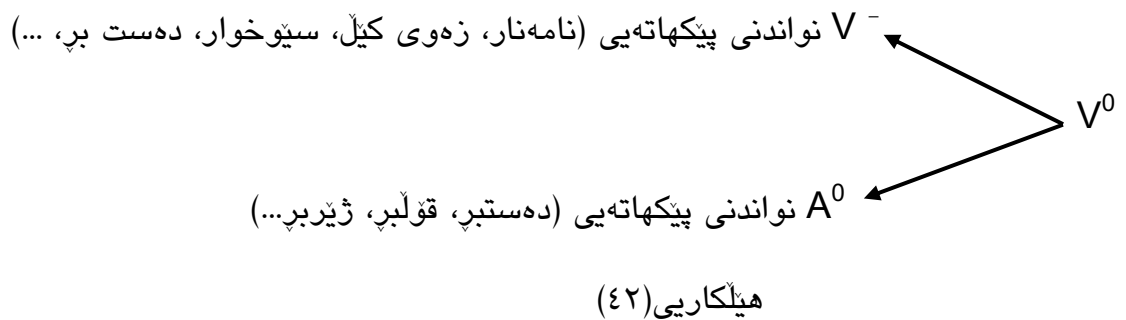 V⁻ نواندنی پێکهاتەیی (نامەنار، زەوی کێڵ، سێوخوار، دەست بڕ، ...)
V⁰
A⁰ نواندنی پێکهاتەیی (دەستبڕ، قۆڵبڕ، ژێربڕ...)
هێڵکاریی(٤٢)